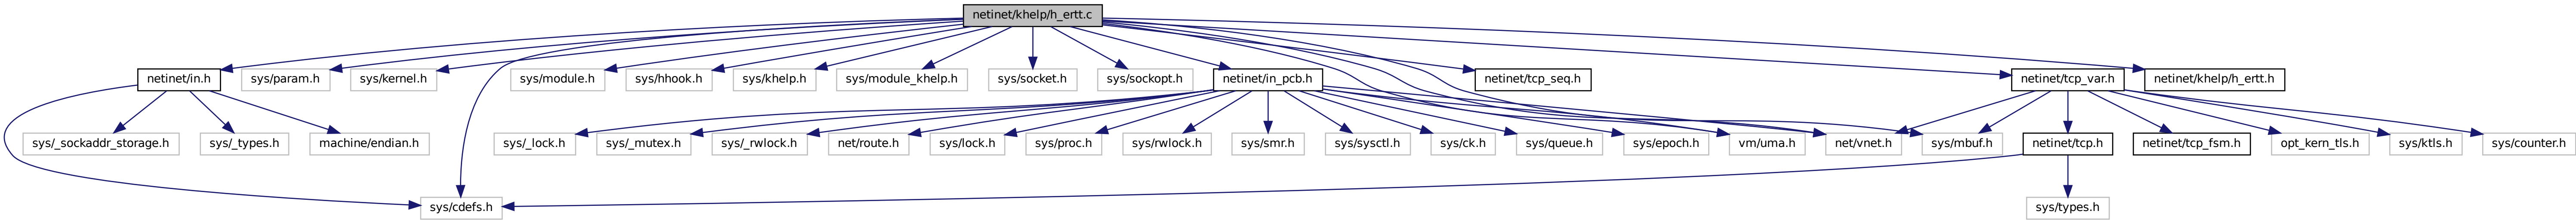 netinet/khelp/h_ertt.c
netinet/in.h
sys/param.h
sys/kernel.h
sys/module.h
sys/hhook.h
sys/khelp.h
sys/module_khelp.h
sys/socket.h
sys/sockopt.h
netinet/in_pcb.h
netinet/tcp_seq.h
netinet/tcp_var.h
netinet/khelp/h_ertt.h
sys/_sockaddr_storage.h
sys/_types.h
machine/endian.h
sys/_lock.h
sys/_mutex.h
sys/_rwlock.h
net/route.h
sys/lock.h
sys/proc.h
sys/rwlock.h
sys/smr.h
sys/sysctl.h
sys/ck.h
sys/queue.h
sys/epoch.h
vm/uma.h
net/vnet.h
sys/mbuf.h
netinet/tcp.h
netinet/tcp_fsm.h
opt_kern_tls.h
sys/ktls.h
sys/counter.h
sys/cdefs.h
sys/types.h